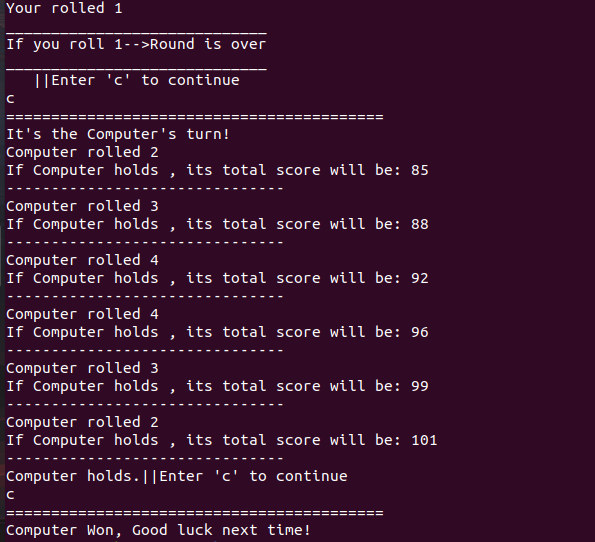 Your rolled 1
_____________________________
If you roll 1-->Round is over
_____________________________
   ||Enter 'c' to continue
c
==========================================
It's the Computer's turn!
Computer rolled 2
If Computer holds , its total score will be: 85
-------------------------------
Computer rolled 3
If Computer holds , its total score will be: 88
-------------------------------
Computer rolled 4
If Computer holds , its total score will be: 92
-------------------------------
Computer rolled 4
If Computer holds , its total score will be: 96
-------------------------------
Computer rolled 3
If Computer holds , its total score will be: 99
-------------------------------
Computer rolled 2
If Computer holds , its total score will be: 101
-------------------------------
Computer holds.||Enter 'c' to continue
c
==========================================
Computer Won, Good luck next time!